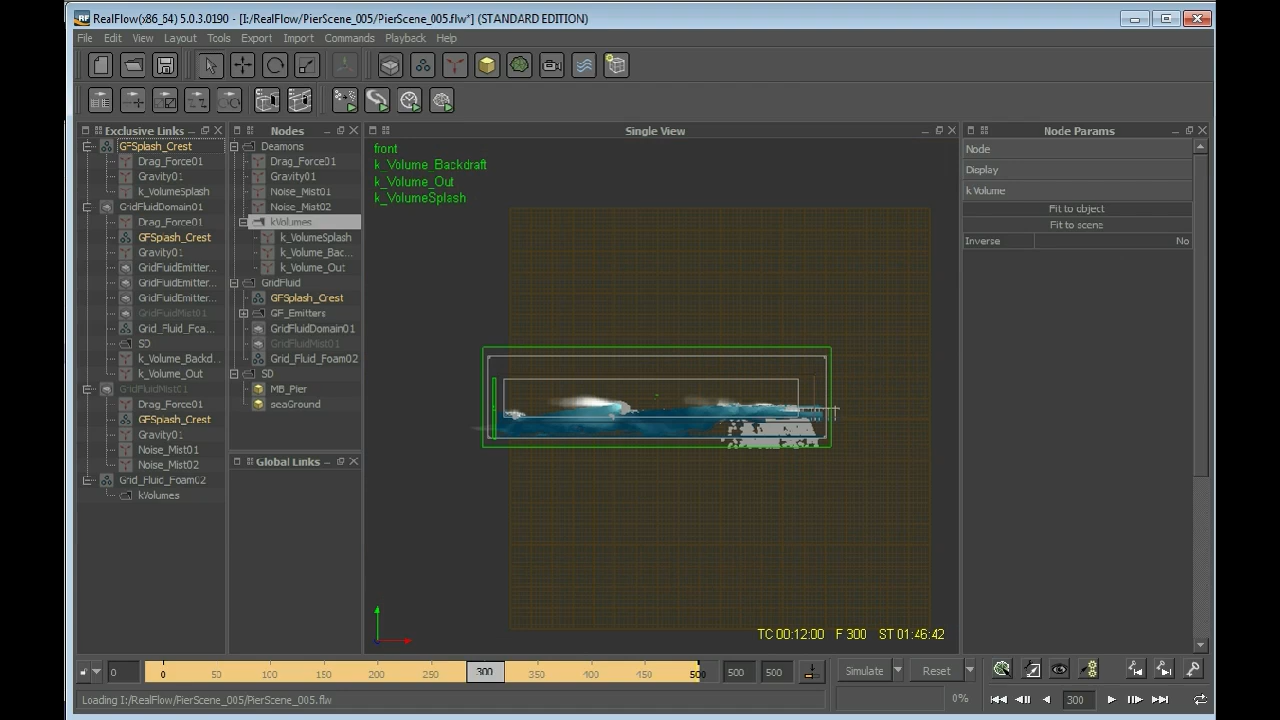 RealFlow(x86_64) 5.0.3.0190 - [I:/RealFlow/PierScene_005/PierScene_005.flw*] (STANDARD EDITION)
File Edit View Layout Tools Export Import Commands Playback Help
Exclusive Links
GFSplash_Crest
Drag_Force01
Gravity01
k_VolumeSplash
GridFluidDomain01
Drag_Force01
GFSpash_Crest
Gravity01
GridFluidEmitter...
GridFluidEmitter...
GridFluidEmitter...
GridFluidMist01
Grid_Fluid_Foa...
SD
k_Volume_Backd...
k_Volume_Out
GridFluidMist01
Drag_Force01
GFSplash_Crest
Gravity01
Noise_Mist01
Noise_Mist02
Grid_Fluid_Foam02
kVolumes
Nodes
Deamons
Drag_Force01
Gravity01
Noise_Mist01
Noise_Mist02
kVolumes
k_VolumeSplash
k_Volume_Bac...
k_Volume_Out
GridFluid
GFSplash_Crest
GF_Emitters
GridFluidDomain01
GridFluidMist01
Grid_Fluid_Foam02
SD
MB_Pier
seaGround
Global Links
Single View
front
k_Volume_Backdraft
k_Volume_Out
k_VolumeSplash
TC 00:12:00 F 300 ST 01:46:42
Node Params
Node
Display
k Volume
Fit to object
Fit to scene
Inverse No
0 0 50 100 150 200 250 300 350 400 450 500 500 500 Simulate Reset
Loading I:/RealFlow/PierScene_005/PierScene_005.flw 0% 300